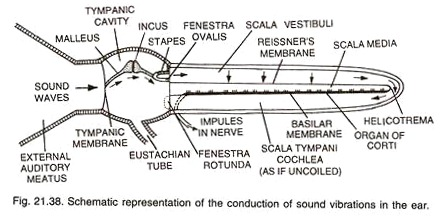 TYMPANIC
CAVITY
INCUS
MALLEUS
STAPES
FENESTRA
OVALIS
SCALA VESTIBULI
REISSNER'S
MEMBRANE
SCALA MEDIA
SOUND
WAVES
TYMPANIC
MEMBRANE
EXTERNAL
AUDITORY
MEATUS
EUSTACHIAN
TUBE
IMPULES
IN NERVE
FENESTRA
ROTUNDA
BASILAR
MEMBRANE
SCALA TYMPANI
COCHLEA
(AS IF UNCOILED)
HELICOTREMA
ORGAN OF
CORTI
Fig. 21.38. Schematic representation of the conduction of sound vibrations in the ear.